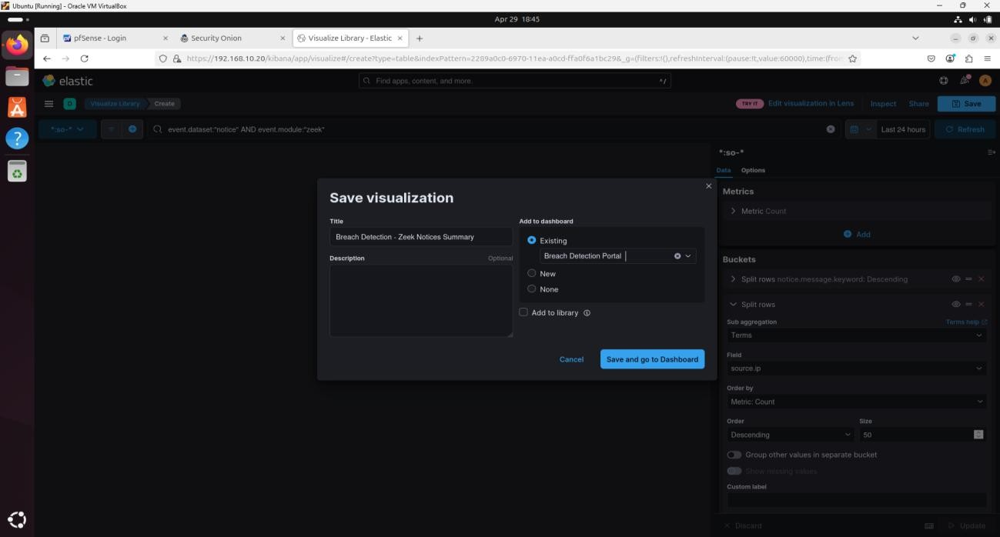 Ubuntu [Running] - Oracle VM VirtualBox
Apr 29 18:45
pfSense - Login
Security Onion
Visualize Library - Elastic
https://192.168.10.20/kibana/app/visualize#/create?type=table&indexPattern=2289a0c0-6970-11ea-a0cd-ffa0f6a1bc29&_g=(filters:!(),refreshInterval:(pause:!t,value:60000),time:(fron
elastic
Find apps, content, and more.
^/
A
D
Visualize Library
Create
TRY IT
Edit visualization in Lens
Inspect
Share
Save
*:so-*
event.dataset:"notice" AND event.module:"zeek"
Last 24 hours
Refresh
*:so-*
Data
Options
Metrics
Metric Count
Add
Buckets
Split rows notice.message.keyword: Descending
Split rows
Sub aggregation
Terms help
Terms
Field
source.ip
Order by
Metric: Count
Order
Size
Descending
50
Group other values in separate bucket
Show missing values
Custom label
Discard
Update
Save visualization
Title
Breach Detection - Zeek Notices Summary
Description
Optional
Add to dashboard
Existing
Breach Detection Portal
New
None
Add to library
Cancel
Save and go to Dashboard